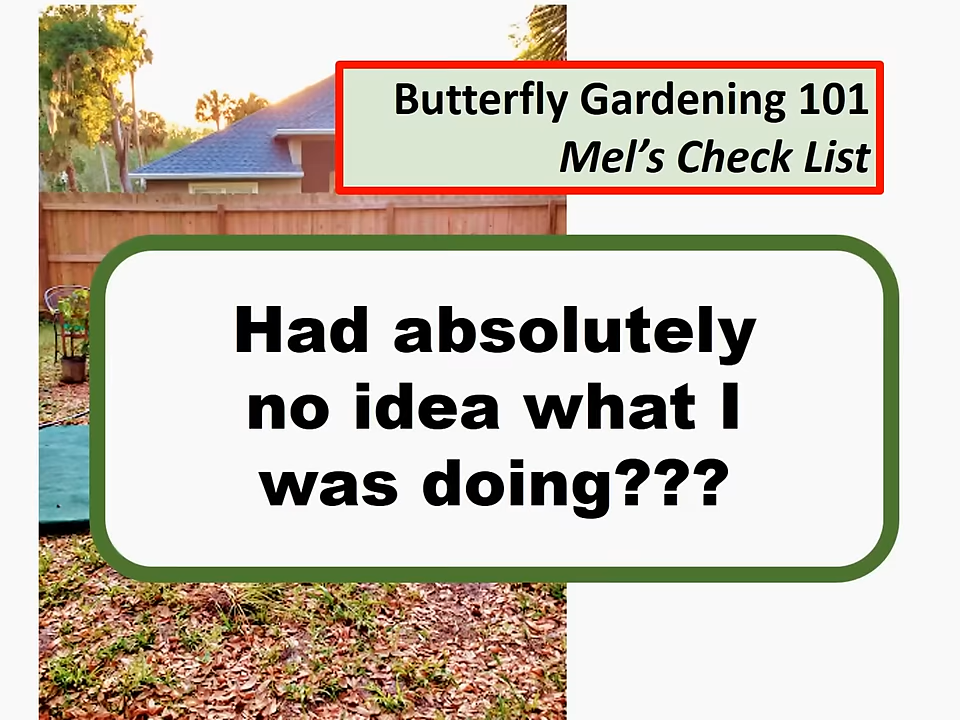 Butterfly Gardening 101
Mel’s Check List
Had absolutely
no idea what I
was doing???